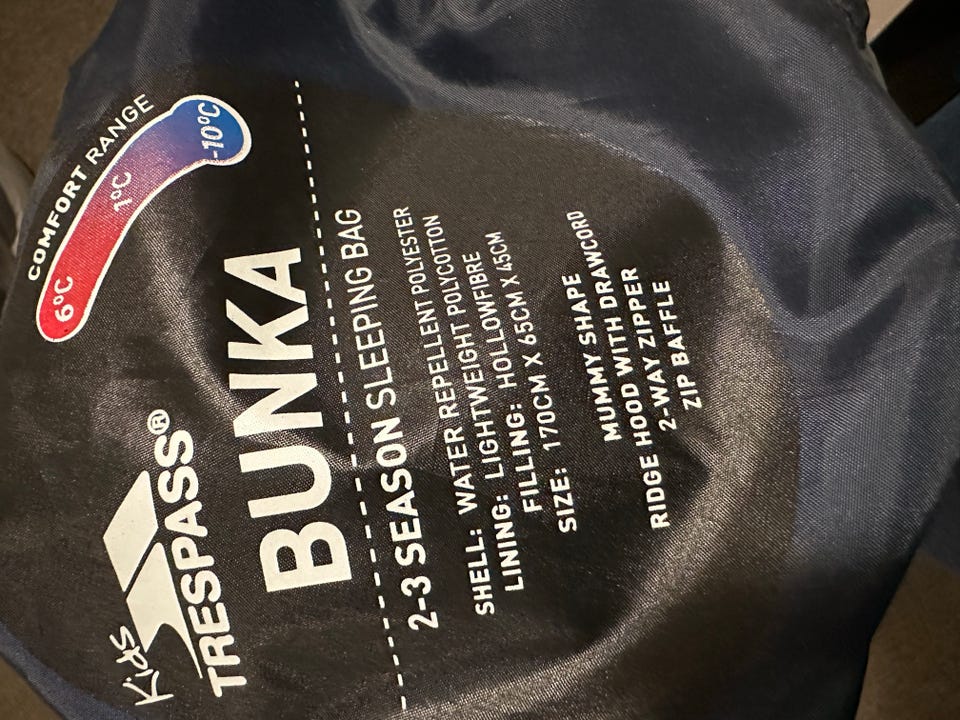 Kids
TRESPASS®
COMFORT RANGE
6°C 1°C -10°C
BUNKA
2-3 SEASON SLEEPING BAG
SHELL: WATER REPELLENT POLYESTER
LINING: LIGHTWEIGHT POLYCOTTON
FILLING: HOLLOWFIBRE
SIZE: 170CM X 65CM X 45CM
MUMMY SHAPE
RIDGE HOOD WITH DRAWCORD
2-WAY ZIPPER
ZIP BAFFLE